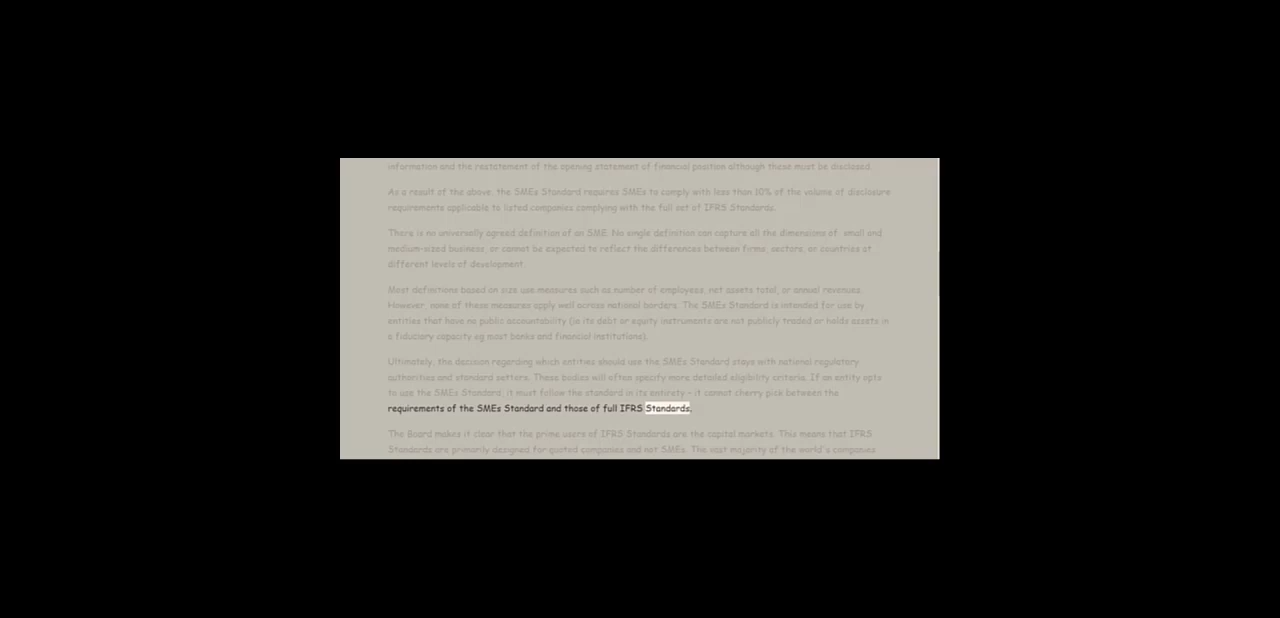 information and the restatement of the opening statement of financial position although these must be disclosed.
As a result of the above, the SMEs Standard requires SMEs to comply with less than 10% of the volume of disclosure
requirements applicable to listed companies complying with the full set of IFRS Standards.
There is no universally agreed definition of an SME. No single definition can capture all the dimensions of small and
medium-sized business, or cannot be expected to reflect the differences between firms, sectors, or countries at
different levels of development.
Most definitions based on size use measures such as number of employees, net assets total, or annual revenues.
However, none of these measures apply well across national borders. The SMEs Standard is intended for use by
entities that have no public accountability (ie its debt or equity instruments are not publicly traded or holds assets in
a fiduciary capacity eg most banks and financial institutions).
Ultimately, the decision regarding which entities should use the SMEs Standard stays with national regulatory
authorities and standard setters. These bodies will often specify more detailed eligibility criteria. If an entity opts
to use the SMEs Standard, it must follow the standard in its entirety – it cannot cherry pick between the
requirements of the SMEs Standard and those of full IFRS Standards.
The Board makes it clear that the prime users of IFRS Standards are the capital markets. This means that IFRS
Standards are primarily designed for quoted companies and not SMEs. The vast majority of the world's companies